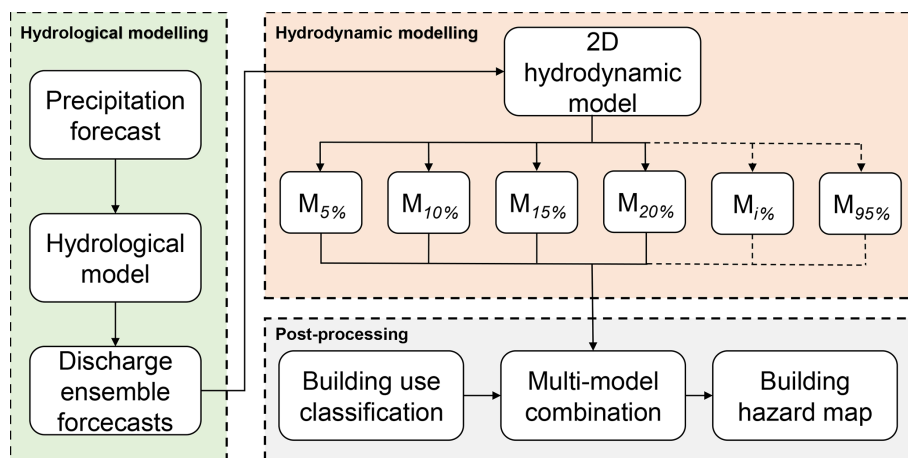 Hydrological modelling
Precipitation
forecast
Hydrological
model
Discharge
ensemble
forcecasts
Hydrodynamic modelling
2D
hydrodynamic
model
M5%
M10%
M15%
M20%
Mi%
M95%
Post-processing
Building use
classification
Multi-model
combination
Building
hazard map